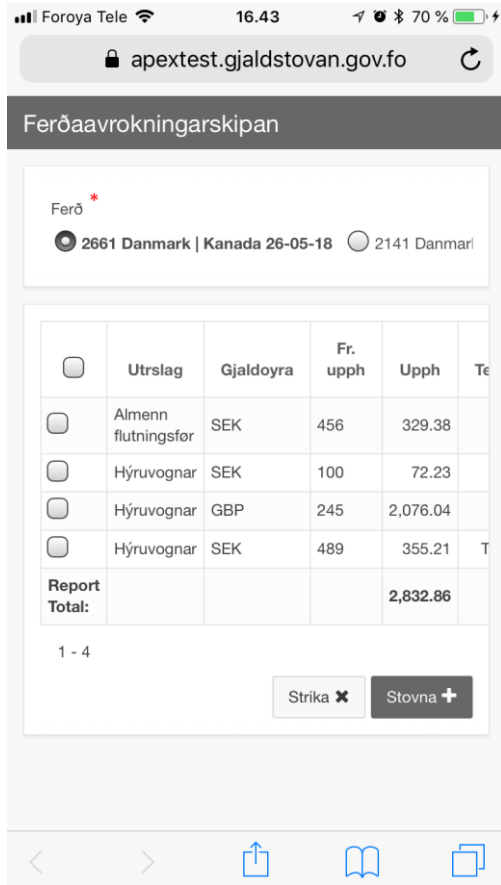 Foroya Tele 16.43 70 %
apextest.gjaldstovan.gov.fo
Ferðaavrokningarskipan
Ferð *
2661 Danmark | Kanada 26-05-18 2141 Danmark
Utrslag Gjaldoyra Fr. upph Upph Te
Almenn flutningsfør SEK 456 329.38
Hýruvognar SEK 100 72.23
Hýruvognar GBP 245 2,076.04
Hýruvognar SEK 489 355.21 T
Report Total: 2,832.86
1 - 4
Strika Stovna